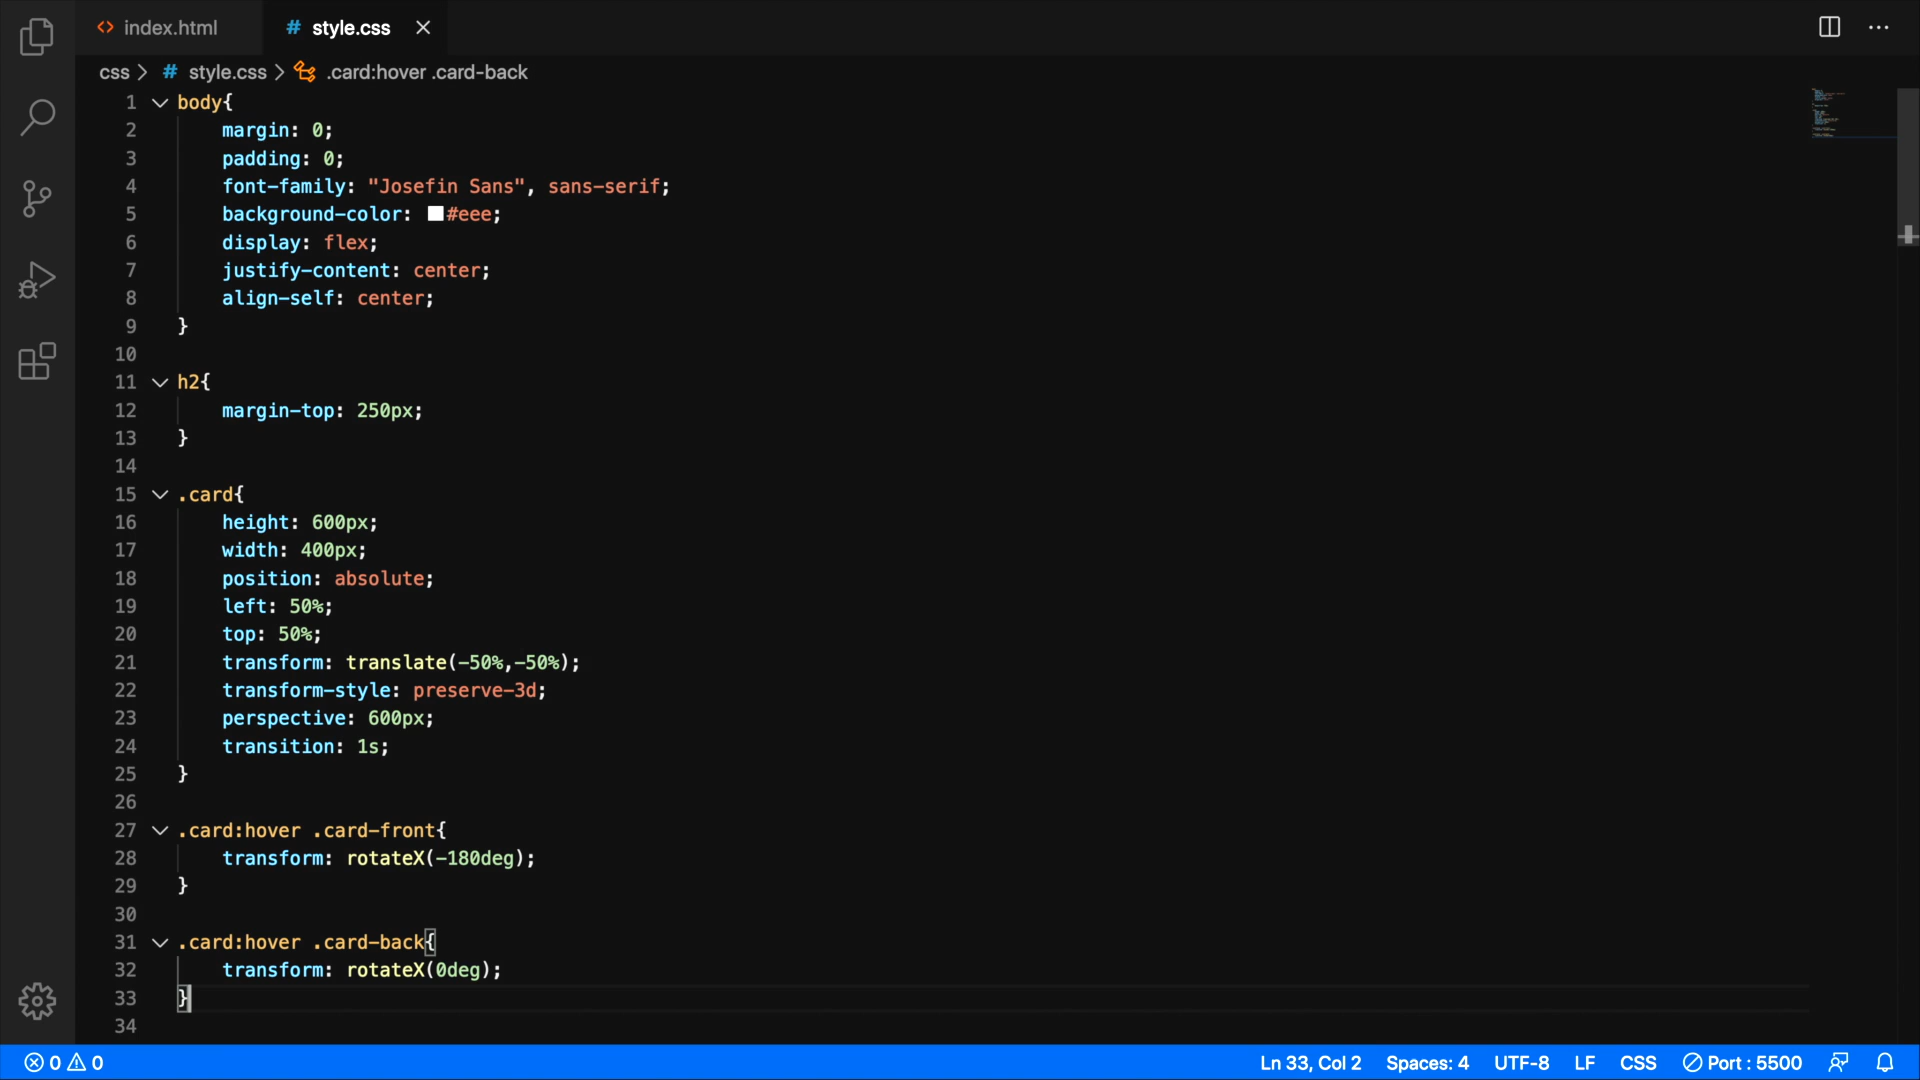 index.html
style.css
css > style.css > .card:hover .card-back
1 body{
2 margin: 0;
3 padding: 0;
4 font-family: "Josefin Sans", sans-serif;
5 background-color: #eee;
6 display: flex;
7 justify-content: center;
8 align-self: center;
9 }
10
11 h2{
12 margin-top: 250px;
13 }
14
15 .card{
16 height: 600px;
17 width: 400px;
18 position: absolute;
19 left: 50%;
20 top: 50%;
21 transform: translate(-50%,-50%);
22 transform-style: preserve-3d;
23 perspective: 600px;
24 transition: 1s;
25 }
26
27 .card:hover .card-front{
28 transform: rotateX(-180deg);
29 }
30
31 .card:hover .card-back{
32 transform: rotateX(0deg);
33 }
34
0 0 Ln 33, Col 2 Spaces: 4 UTF-8 LF CSS Port : 5500